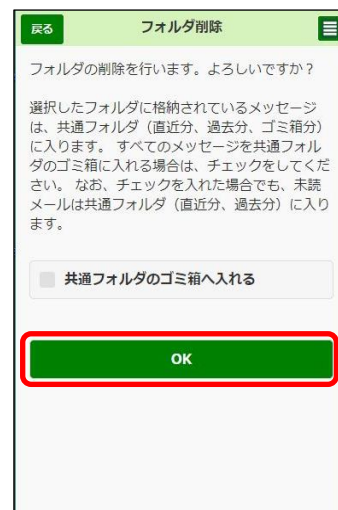 戻る
フォルダ削除
フォルダの削除を行います。よろしいですか？
選択したフォルダに格納されているメッセージ
は、共通フォルダ（直近分、過去分、ゴミ箱分）
に入ります。 すべてのメッセージを共通フォル
ダのゴミ箱に入れる場合は、チェックをしてくだ
さい。 なお、チェックを入れた場合でも、未読
メールは共通フォルダ（直近分、過去分）に入り
ます。
共通フォルダのゴミ箱へ入れる
OK